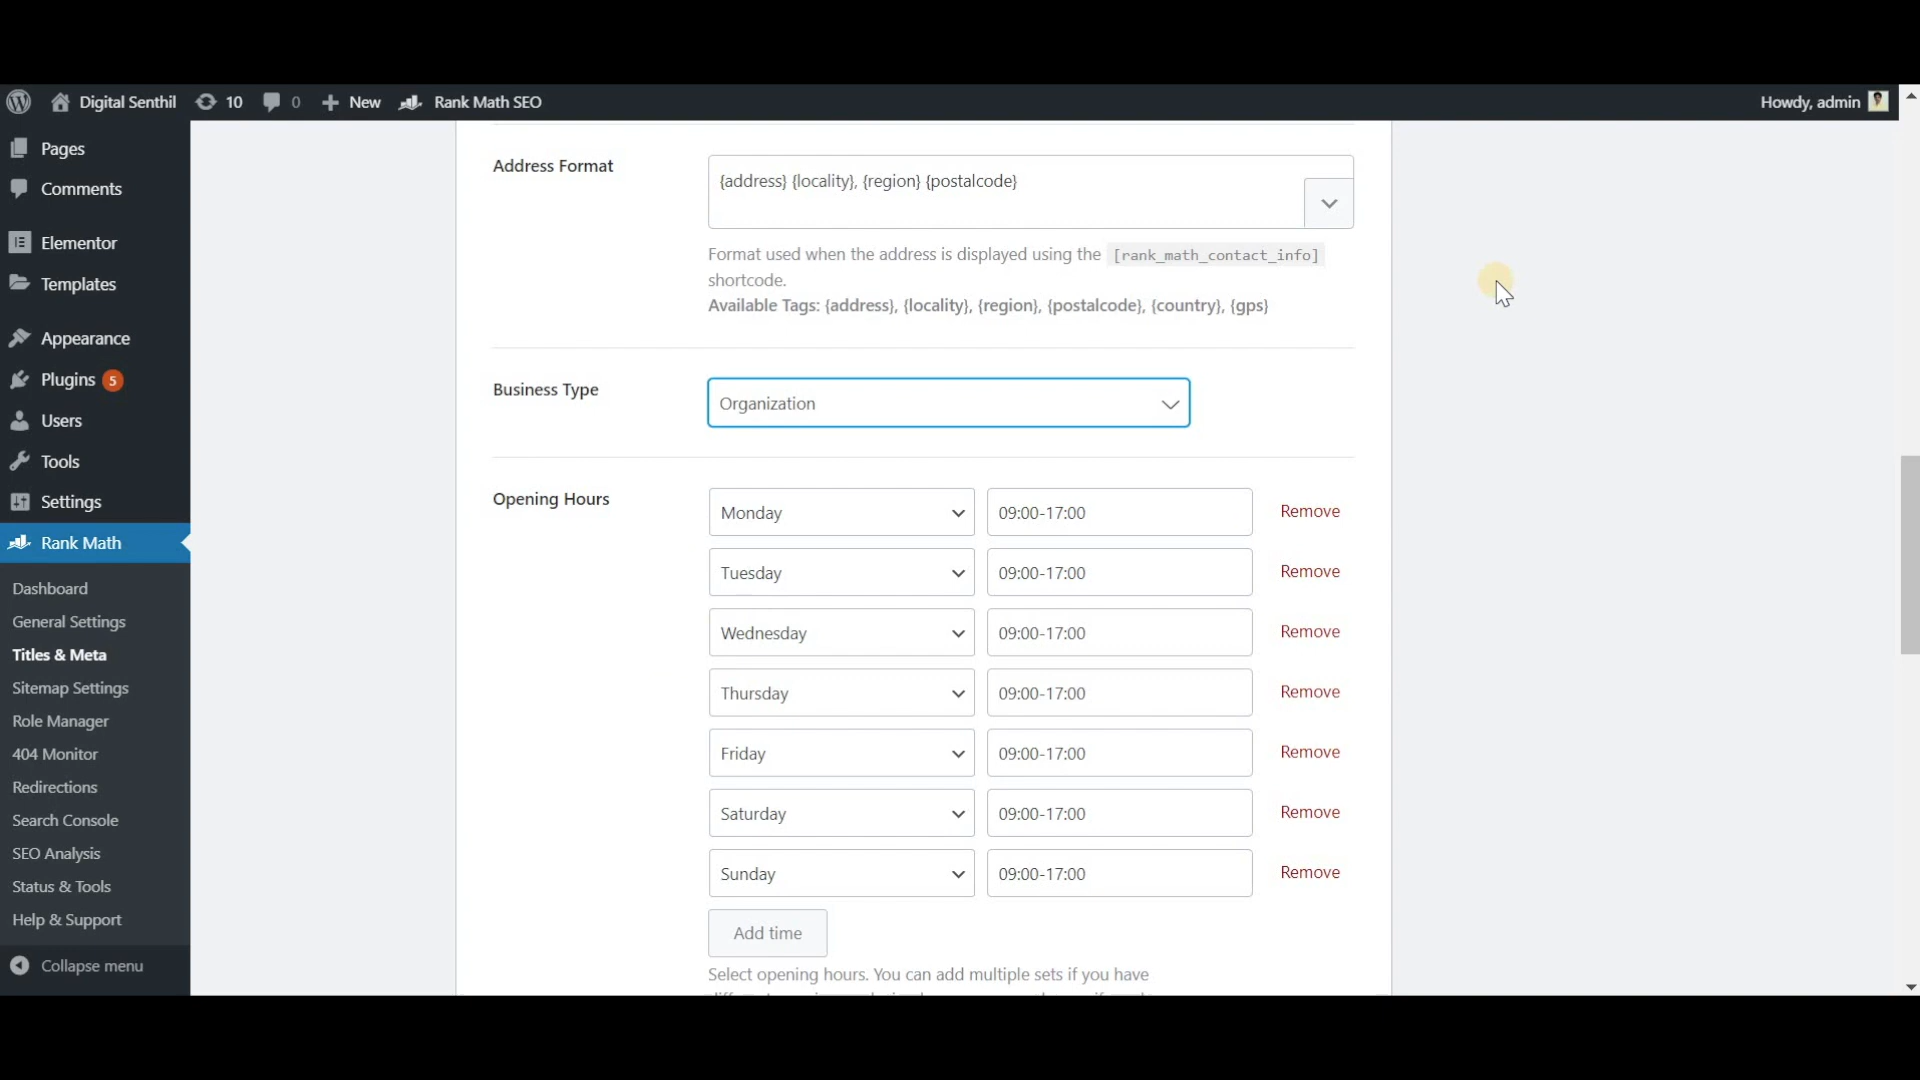 Digital Senthil 10 0 New Rank Math SEO Howdy, admin
Pages
Comments
Elementor
Templates
Appearance
Plugins 5
Users
Tools
Settings
Rank Math
Dashboard
General Settings
Titles & Meta
Sitemap Settings
Role Manager
404 Monitor
Redirections
Search Console
SEO Analysis
Status & Tools
Help & Support
Collapse menu
Address Format
{address} {locality}, {region} {postalcode}
Format used when the address is displayed using the [rank_math_contact_info]
shortcode.
Available Tags: {address}, {locality}, {region}, {postalcode}, {country}, {gps}
Business Type
Organization
Opening Hours
Monday 09:00-17:00 Remove
Tuesday 09:00-17:00 Remove
Wednesday 09:00-17:00 Remove
Thursday 09:00-17:00 Remove
Friday 09:00-17:00 Remove
Saturday 09:00-17:00 Remove
Sunday 09:00-17:00 Remove
Add time
Select opening hours. You can add multiple sets if you have